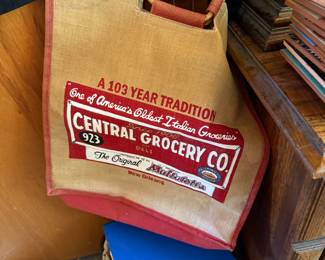 A 103 YEAR TRADITION
One of America's Oldest Italian Groceries
CENTRAL GROCERY CO.
923
DELI
The Original Muffuletta
New Orleans